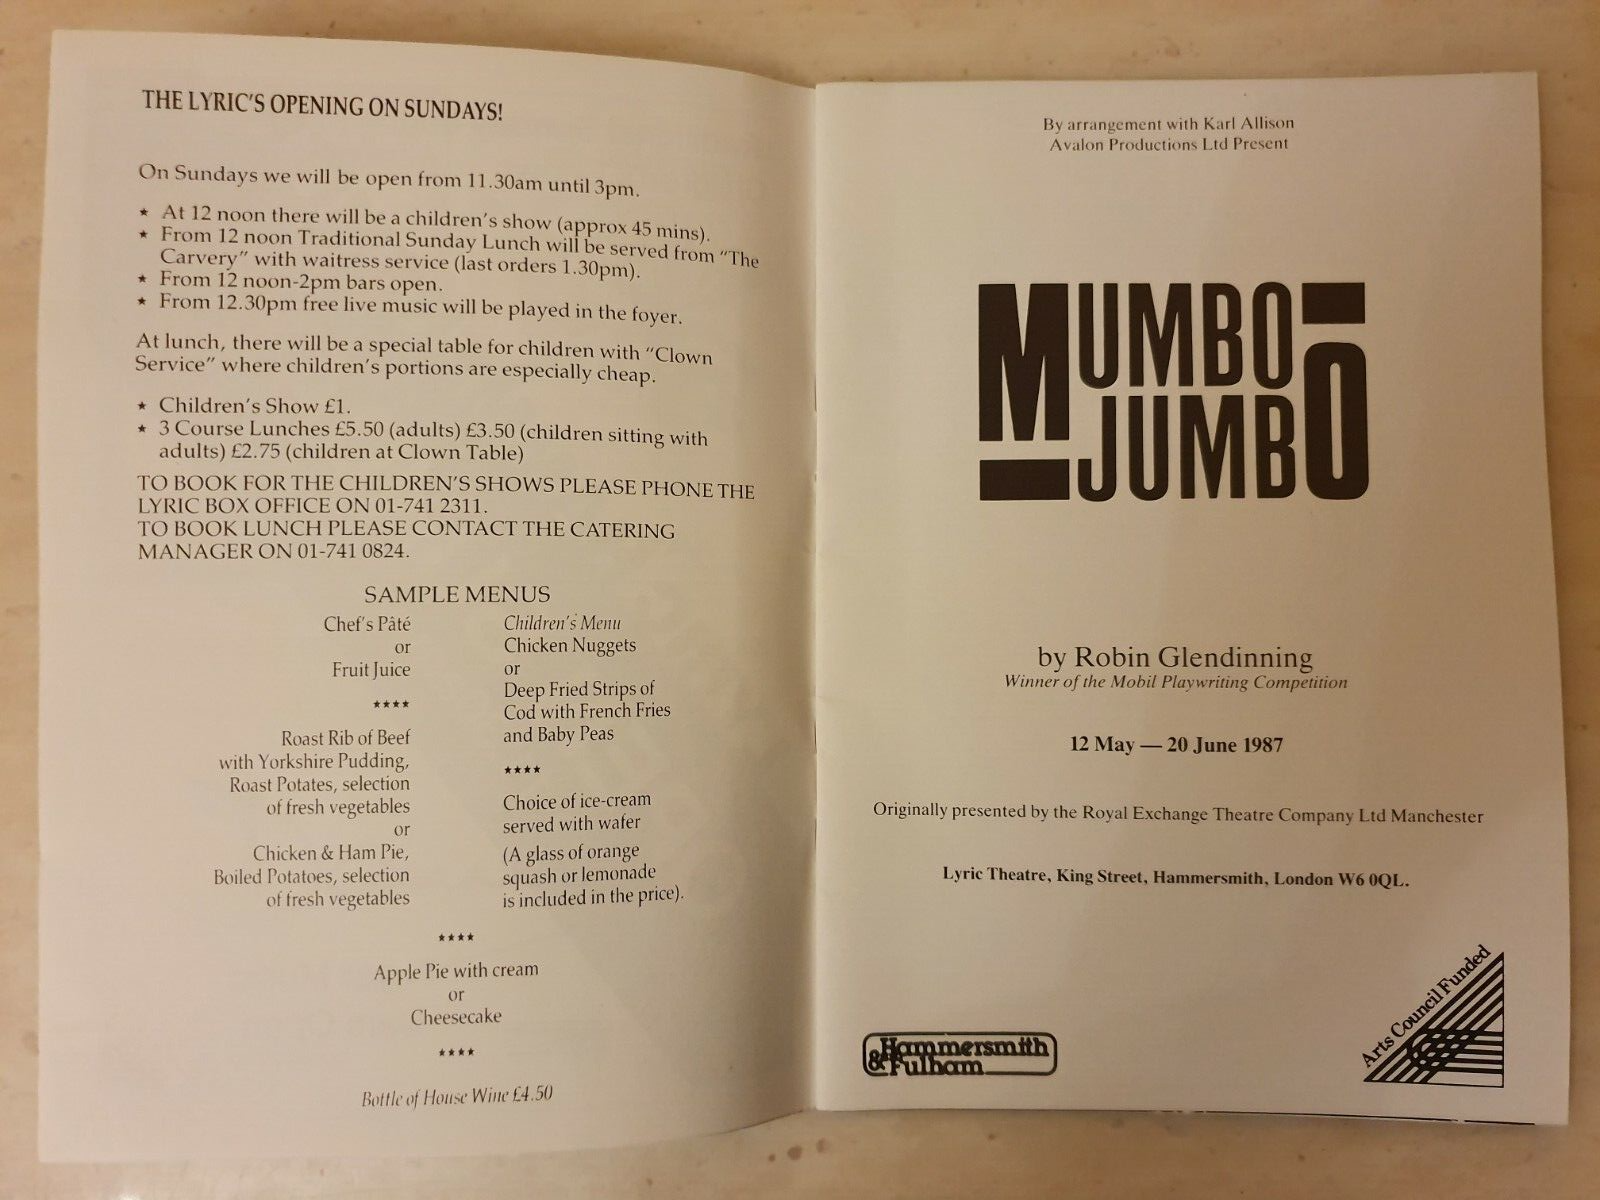 THE LYRIC'S OPENING ON SUNDAYS!
On Sundays we will be open from 11.30am until 3pm.
★ At 12 noon there will be a children's show (approx 45 mins).
★ From 12 noon Traditional Sunday Lunch will be served from "The
Carvery" with waitress service (last orders 1.30pm).
★ From 12 noon-2pm bars open.
★ From 12.30pm free live music will be played in the foyer.
At lunch, there will be a special table for children with "Clown
Service" where children's portions are especially cheap.
★ Children's Show £1.
★ 3 Course Lunches £5.50 (adults) £3.50 (children sitting with
adults) £2.75 (children at Clown Table)
TO BOOK FOR THE CHILDREN'S SHOWS PLEASE PHONE THE
LYRIC BOX OFFICE ON 01-741 2311.
TO BOOK LUNCH PLEASE CONTACT THE CATERING
MANAGER ON 01-741 0824.
SAMPLE MENUS
Chef's Pâté
or
Fruit Juice
★★★★
Roast Rib of Beef
with Yorkshire Pudding,
Roast Potates, selection
of fresh vegetables
or
Chicken & Ham Pie,
Boiled Potatoes, selection
of fresh vegetables
Children's Menu
Chicken Nuggets
or
Deep Fried Strips of
Cod with French Fries
and Baby Peas
★★★★
Choice of ice-cream
served with wafer
(A glass of orange
squash or lemonade
is included in the price).
★★★★
Apple Pie with cream
or
Cheesecake
★★★★
Bottle of House Wine £4.50
By arrangement with Karl Allison
Avalon Productions Ltd Present
MUMBO
JUMBO
by Robin Glendinning
Winner of the Mobil Playwriting Competition
12 May — 20 June 1987
Originally presented by the Royal Exchange Theatre Company Ltd Manchester
Lyric Theatre, King Street, Hammersmith, London W6 0QL.
Hammersmith
& Fulham
Arts Council Funded